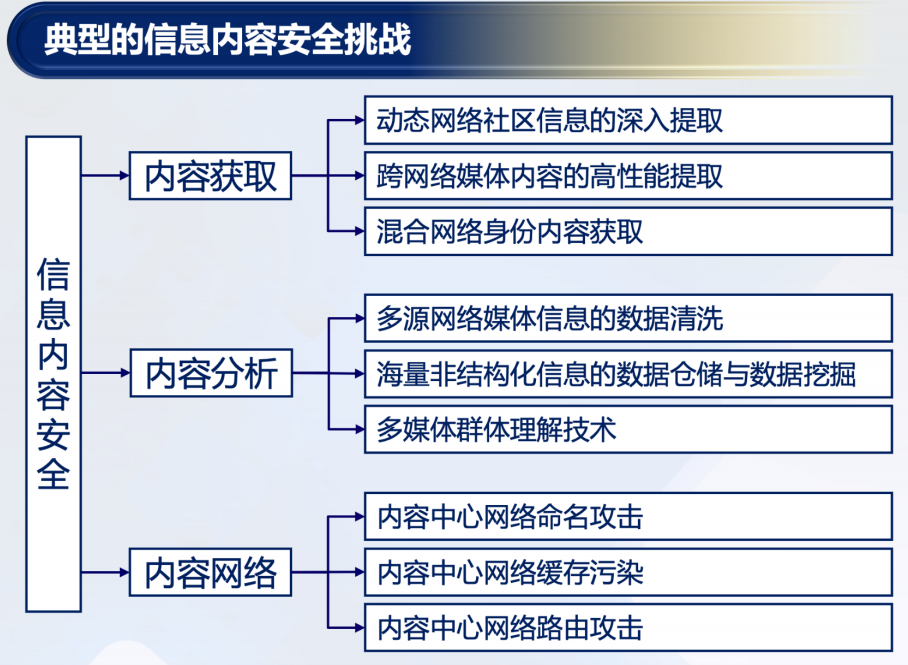 典型的信息内容安全挑战
信息内容安全
内容获取
动态网络社区信息的深入提取
跨网络媒体内容的高性能提取
混合网络身份内容获取
内容分析
多源网络媒体信息的数据清洗
海量非结构化信息的数据仓储与数据挖掘
多媒体群体理解技术
内容网络
内容中心网络命名攻击
内容中心网络缓存污染
内容中心网络路由攻击